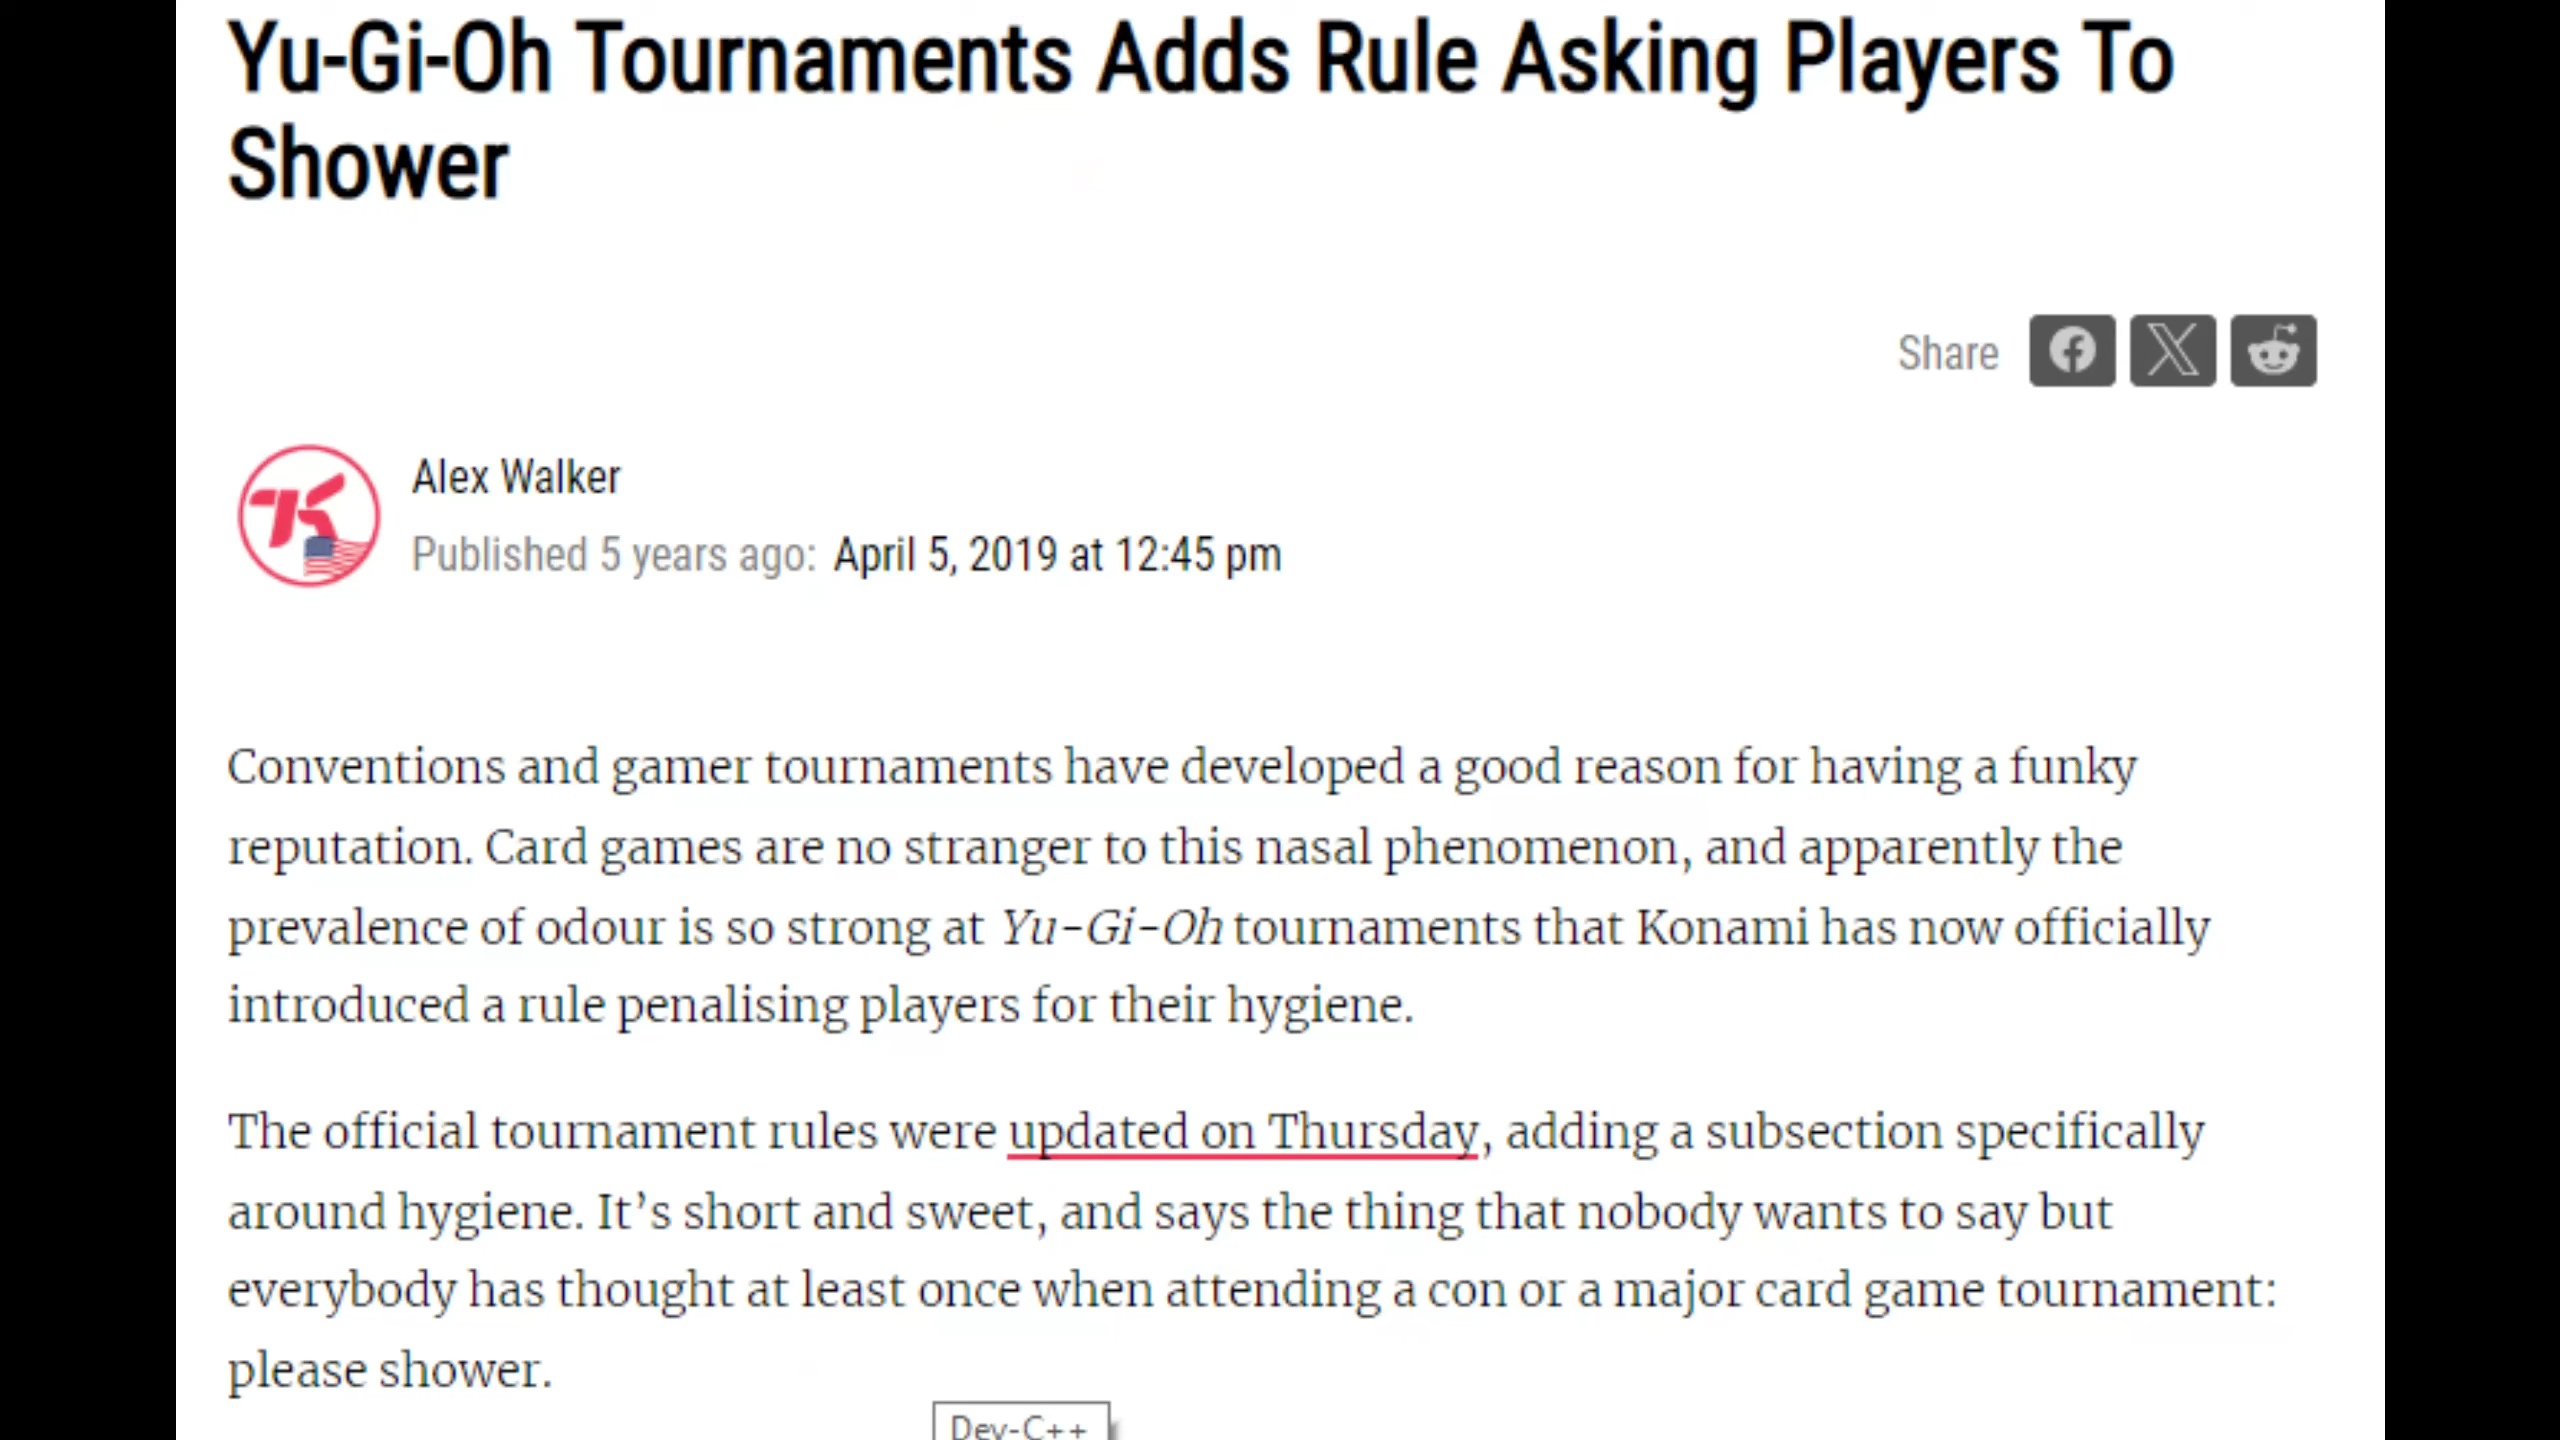 Yu-Gi-Oh Tournaments Adds Rule Asking Players To
Shower
Share
Alex Walker
Published 5 years ago: April 5, 2019 at 12:45 pm
Conventions and gamer tournaments have developed a good reason for having a funky
reputation. Card games are no stranger to this nasal phenomenon, and apparently the
prevalence of odour is so strong at Yu-Gi-Oh tournaments that Konami has now officially
introduced a rule penalising players for their hygiene.
The official tournament rules were updated on Thursday, adding a subsection specifically
around hygiene. It’s short and sweet, and says the thing that nobody wants to say but
everybody has thought at least once when attending a con or a major card game tournament:
please shower.
Dev-C++